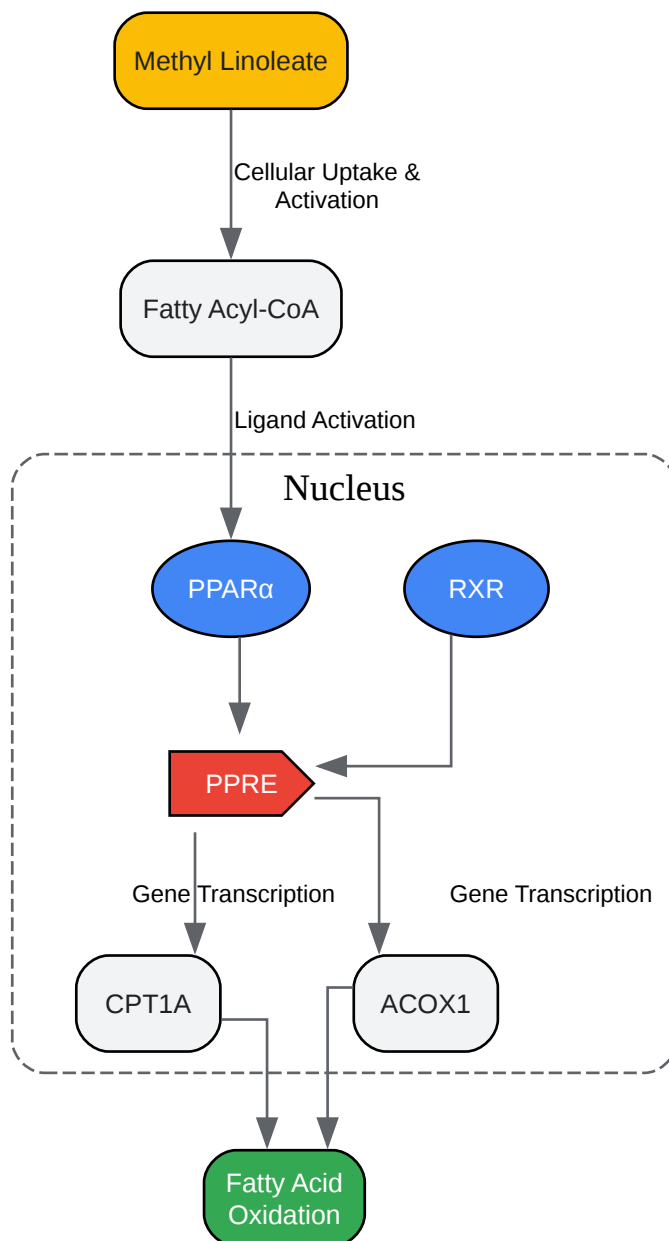 Methyl Linoleate
Cellular Uptake &
Activation
Fatty Acyl-CoA
Ligand Activation
Nucleus
PPARα
RXR
PPRE
Gene Transcription
Gene Transcription
CPT1A
ACOX1
Fatty Acid
Oxidation